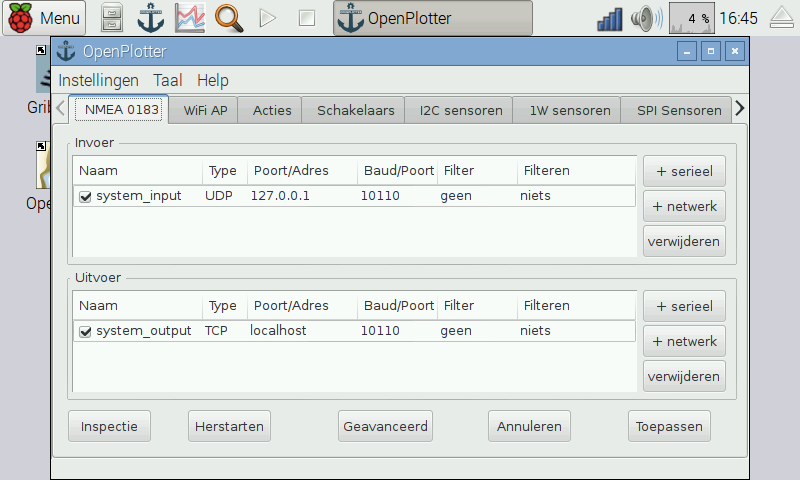 Menu OpenPlotter 4 % 16:45
OpenPlotter
Instellingen Taal Help
NMEA 0183 WiFi AP Acties Schakelaars I2C sensoren 1W sensoren SPI Sensoren
Grib
Invoer
Naam Type Poort/Adres Baud/Poort Filter Filteren
system_input UDP 127.0.0.1 10110 geen niets
+ serieel
+ netwerk
verwijderen
Ope
Uitvoer
Naam Type Poort/Adres Baud/Poort Filter Filteren
system_output TCP localhost 10110 geen niets
+ serieel
+ netwerk
verwijderen
Inspectie Herstarten Geavanceerd Annuleren Toepassen